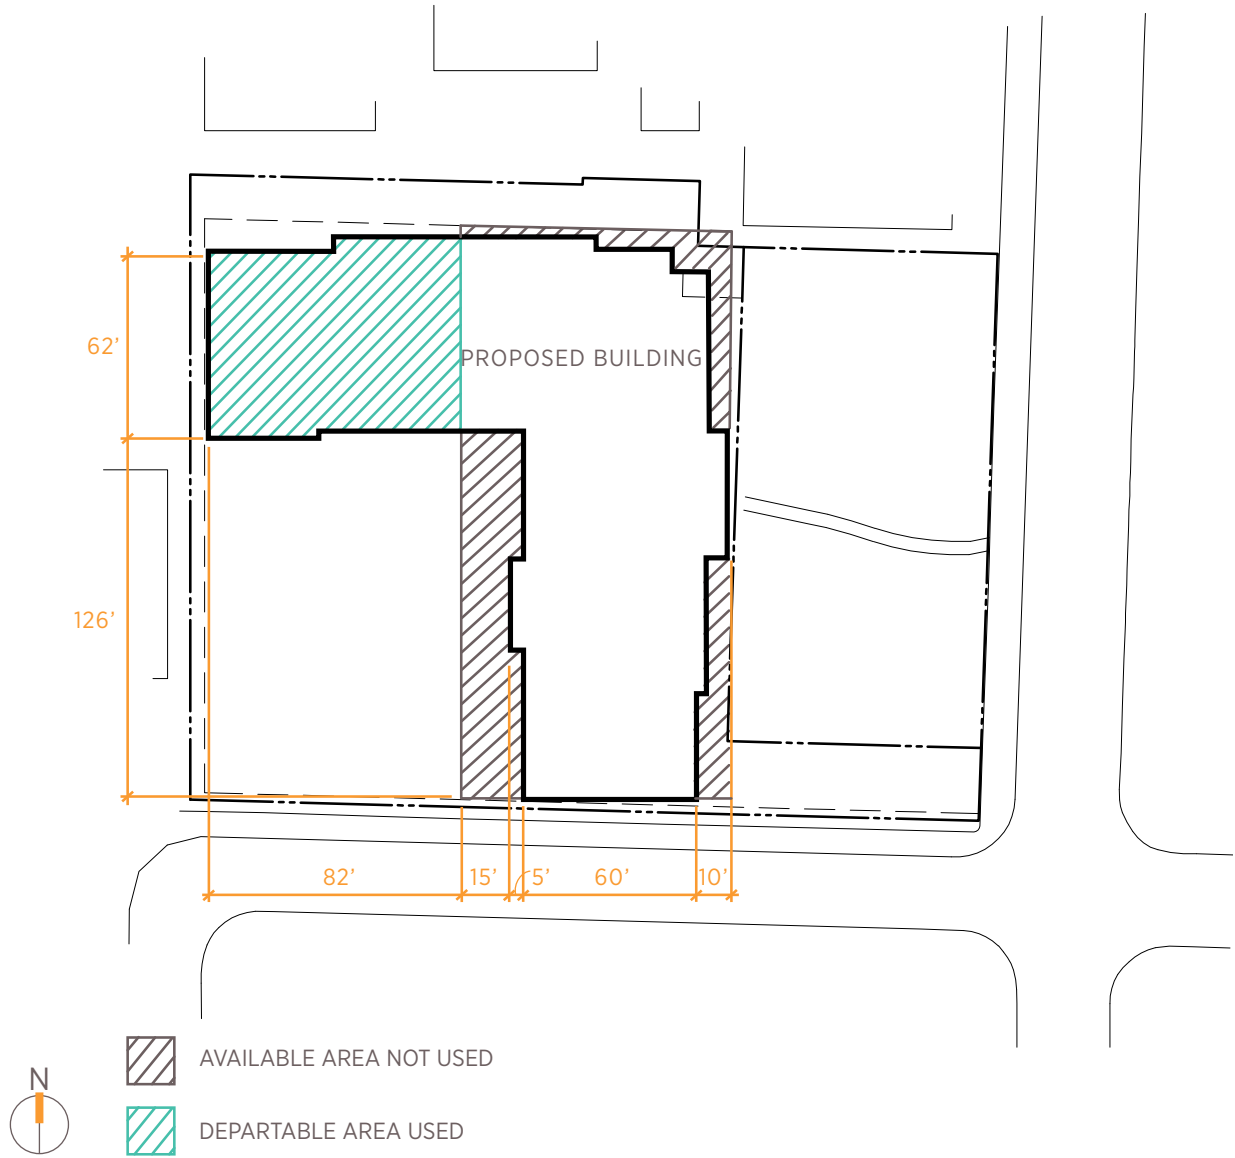 62’
PROPOSED BUILDING
126’
82’
15’
5’
60’
10’
AVAILABLE AREA NOT USED
N
DEPARTABLE AREA USED